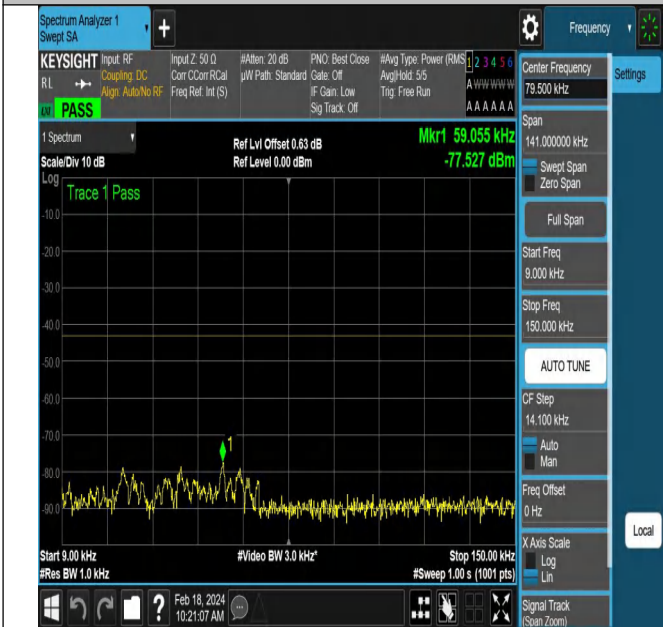 Spectrum Analyzer 1
Swept SA
+
Frequency
KEYSIGHT
RL
PASS
Input: RF
Coupling: DC
Align: Auto/No RF
Input Z: 50 Ω
Corr CCorr RCal
Freq Ref: Int (S)
#Atten: 20 dB
µW Path: Standard
PNO: Best Close
Gate: Off
IF Gain: Low
Sig Track: Off
#Avg Type: Power (RMS
Avg|Hold: 5/5
Trig: Free Run
1 2 3 4 5 6
A W W W W W
A A A A A A
1 Spectrum
Scale/Div 10 dB
Log
Ref Lvl Offset 0.63 dB
Ref Level 0.00 dBm
Mkr1 59.055 kHz
-77.527 dBm
Trace 1 Pass
-10.0
-20.0
-30.0
-40.0
-50.0
-60.0
-70.0
-80.0
-90.0
1
Start 9.00 kHz
#Res BW 1.0 kHz
#Video BW 3.0 kHz*
Stop 150.00 kHz
#Sweep 1.00 s (1001 pts)
?
Feb 18, 2024
10:21:07 AM
Center Frequency
79.500 kHz
Settings
Span
141.000000 kHz
Swept Span
Zero Span
Full Span
Start Freq
9.000 kHz
Stop Freq
150.000 kHz
AUTO TUNE
CF Step
14.100 kHz
Auto
Man
Freq Offset
0 Hz
Local
X Axis Scale
Log
Lin
Signal Track
(Span Zoom)